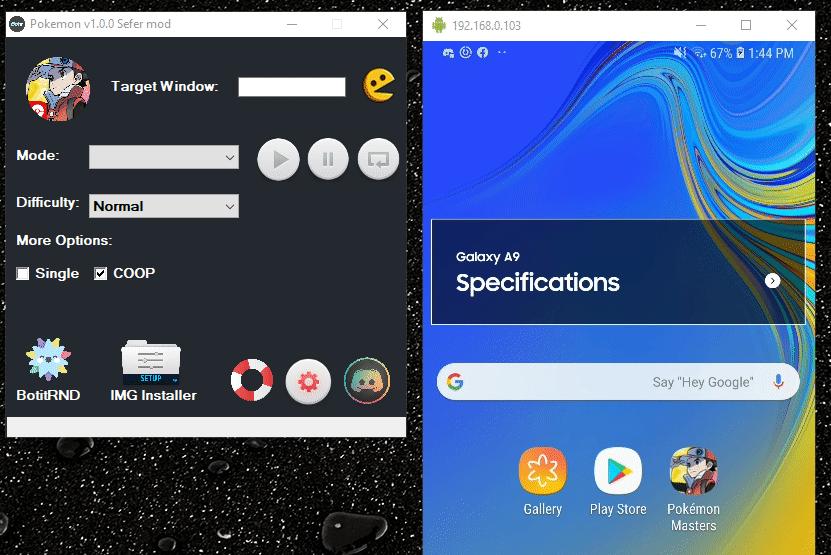 Pokemon v1.0.0 Sefer mod
Target Window:
Mode:
Difficulty:
Normal
More Options:
Single
COOP
SETUP
BotitRND
IMG Installer
192.168.0.103
67% 1:44 PM
Galaxy A9
Specifications
Say "Hey Google"
Gallery
Play Store
Pokémon
Masters